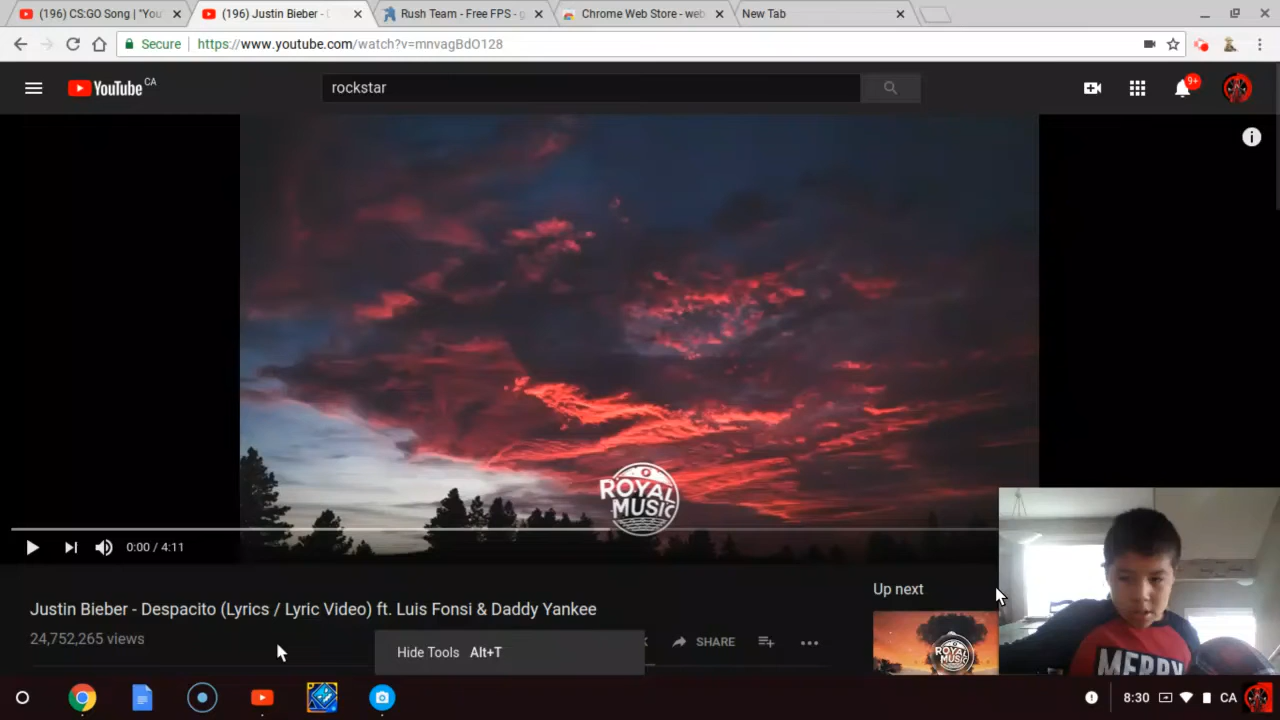 (196) CS:GO Song | "You
(196) Justin Bieber - D
Rush Team - Free FPS - g
Chrome Web Store - web
New Tab
Secure
https://www.youtube.com/watch?v=mnvagBdO128
YouTube CA
rockstar
9+
ROYAL
MUSIC
0:00 / 4:11
Up next
Justin Bieber - Despacito (Lyrics / Lyric Video) ft. Luis Fonsi & Daddy Yankee
24,752,265 views
Hide Tools Alt+T
SHARE
ROYAL
MUSIC
MERRY
8:30
CA